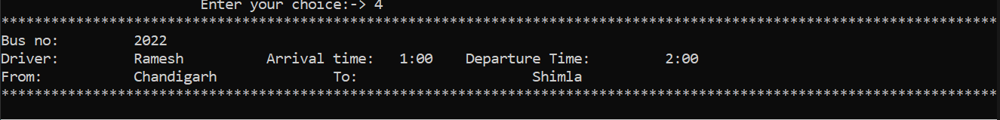 Enter your choice:-> 4
************************************************************************************************************************
Bus no: 2022
Driver: Ramesh Arrival time: 1:00 Departure Time: 2:00
From: Chandigarh To: Shimla
************************************************************************************************************************